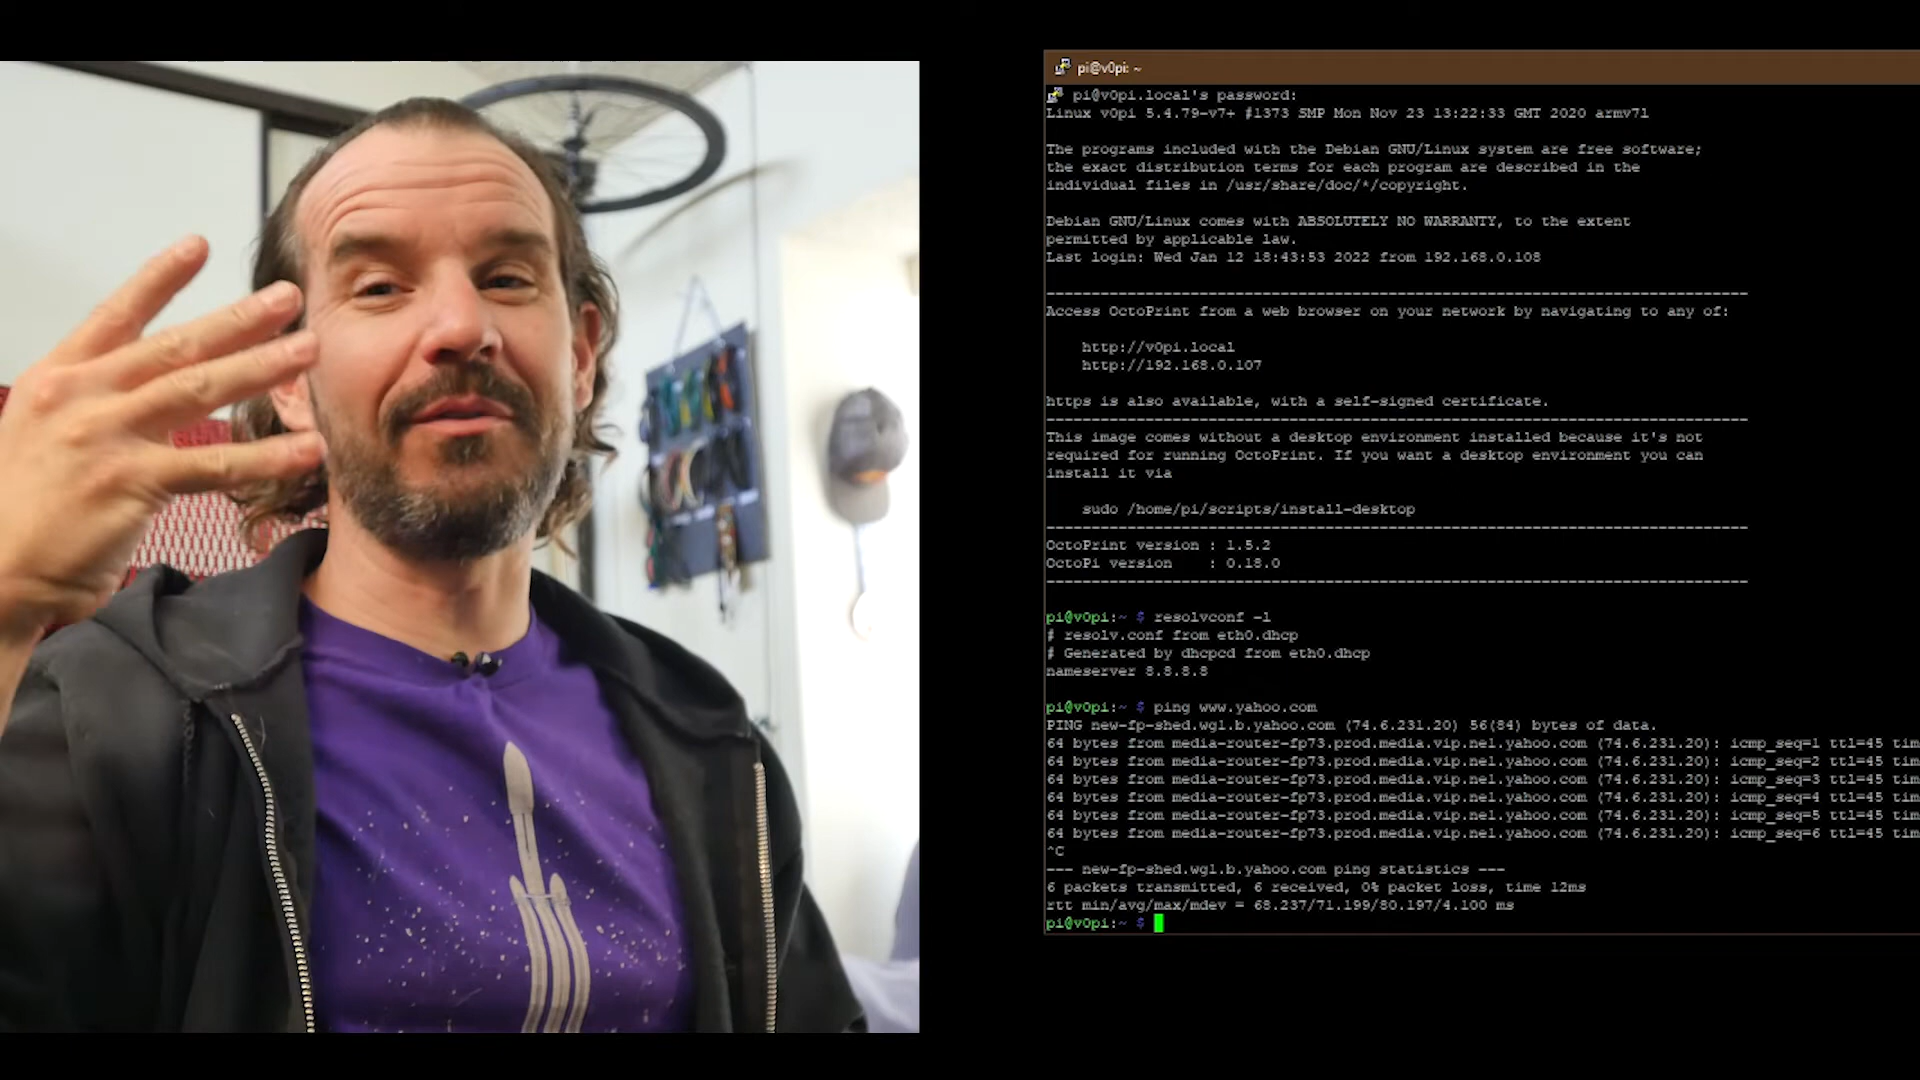 pi@v0pi: ~
pi@v0pi.local's password:
Linux v0pi 5.4.79-v7+ #1373 SMP Mon Nov 23 13:22:33 GMT 2020 armv7l
The programs included with the Debian GNU/Linux system are free software;
the exact distribution terms for each program are described in the
individual files in /usr/share/doc/*/copyright.
Debian GNU/Linux comes with ABSOLUTELY NO WARRANTY, to the extent
permitted by applicable law.
Last login: Wed Jan 12 18:43:53 2022 from 192.168.0.108
------------------------------------------------------------------------------
Access OctoPrint from a web browser on your network by navigating to any of:
http://v0pi.local
http://192.168.0.107
https is also available, with a self-signed certificate.
------------------------------------------------------------------------------
This image comes without a desktop environment installed because it's not
required for running OctoPrint. If you want a desktop environment you can
install it via
sudo /home/pi/scripts/install-desktop
------------------------------------------------------------------------------
OctoPrint version : 1.5.2
OctoPi version    : 0.18.0
------------------------------------------------------------------------------
pi@v0pi:~ $ resolvconf -l
# resolv.conf from eth0.dhcp
# Generated by dhcpcd from eth0.dhcp
nameserver 8.8.8.8
pi@v0pi:~ $ ping www.yahoo.com
PING new-fp-shed.wg1.b.yahoo.com (74.6.231.20) 56(84) bytes of data.
64 bytes from media-router-fp73.prod.media.vip.ne1.yahoo.com (74.6.231.20): icmp_seq=1 ttl=45 tim
64 bytes from media-router-fp73.prod.media.vip.ne1.yahoo.com (74.6.231.20): icmp_seq=2 ttl=45 tim
64 bytes from media-router-fp73.prod.media.vip.ne1.yahoo.com (74.6.231.20): icmp_seq=3 ttl=45 tim
64 bytes from media-router-fp73.prod.media.vip.ne1.yahoo.com (74.6.231.20): icmp_seq=4 ttl=45 tim
64 bytes from media-router-fp73.prod.media.vip.ne1.yahoo.com (74.6.231.20): icmp_seq=5 ttl=45 tim
64 bytes from media-router-fp73.prod.media.vip.ne1.yahoo.com (74.6.231.20): icmp_seq=6 ttl=45 tim
^C
--- new-fp-shed.wg1.b.yahoo.com ping statistics ---
6 packets transmitted, 6 received, 0% packet loss, time 12ms
rtt min/avg/max/mdev = 68.237/71.199/80.197/4.100 ms
pi@v0pi:~ $